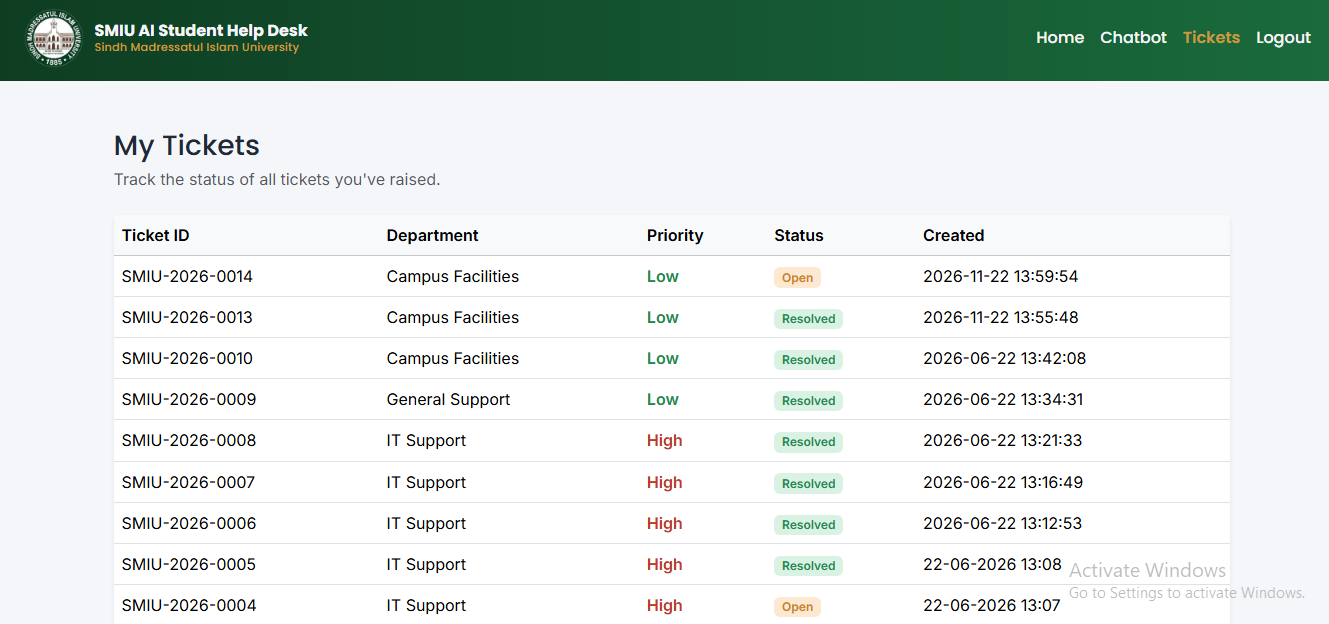 SMIU AI Student Help Desk
Sindh Madressatul Islam University
Home Chatbot Tickets Logout
My Tickets
Track the status of all tickets you've raised.
Ticket ID Department Priority Status Created
SMIU-2026-0014 Campus Facilities Low Open 2026-11-22 13:59:54
SMIU-2026-0013 Campus Facilities Low Resolved 2026-11-22 13:55:48
SMIU-2026-0010 Campus Facilities Low Resolved 2026-06-22 13:42:08
SMIU-2026-0009 General Support Low Resolved 2026-06-22 13:34:31
SMIU-2026-0008 IT Support High Resolved 2026-06-22 13:21:33
SMIU-2026-0007 IT Support High Resolved 2026-06-22 13:16:49
SMIU-2026-0006 IT Support High Resolved 2026-06-22 13:12:53
SMIU-2026-0005 IT Support High Resolved 22-06-2026 13:08
SMIU-2026-0004 IT Support High Open 22-06-2026 13:07
Activate Windows
Go to Settings to activate Windows.
SINDH MADRESSATUL ISLAM UNIVERSITY
1885